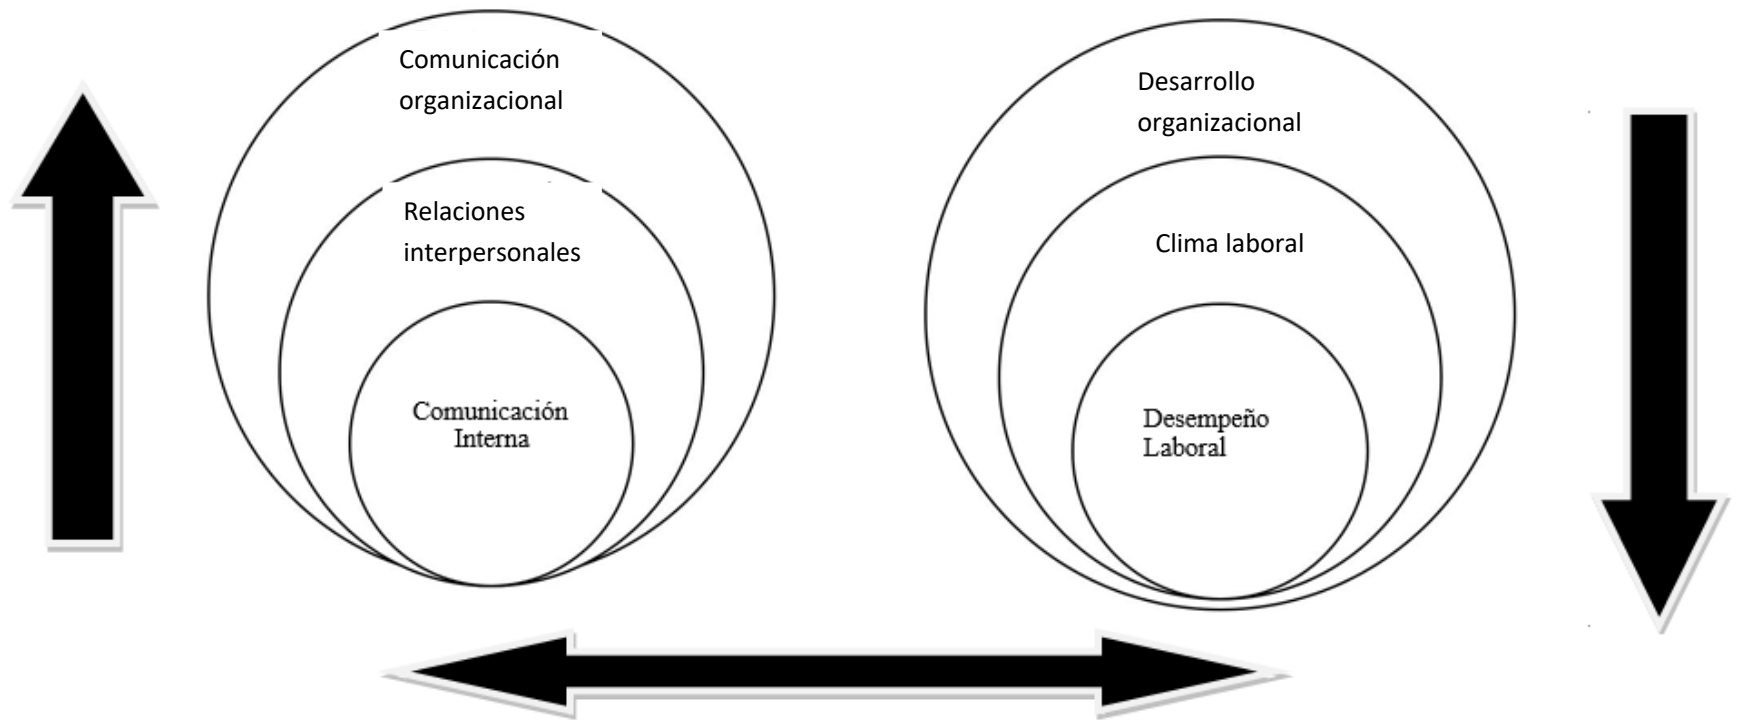 Comunicación
organizacional
Relaciones
interpersonales
Comunicación
Interna
Desarrollo
organizacional
Clima laboral
Desempeño
Laboral